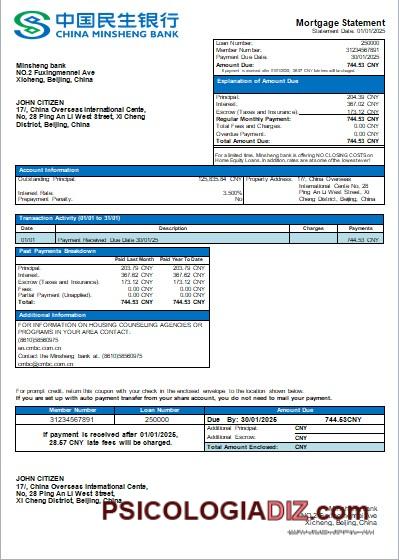 中国民生银行
CHINA MINSHENG BANK
Mortgage Statement
Statement Date: 01/01/2025
Loan Number: 250000
Member Number: 31234567891
Payment Due Date: 30/01/2025
Amount Due: 744.53 CNY
If payment is received after 01/01/2025, 28.57 CNY late fees will be charged.
Minsheng bank
NO.2 Fuxingmennei Ave
Xicheng, Beijing, China
Explanation of Amount Due
Principal: 204.39 CNY
Interest: 367.02 CNY
Escrow (Taxes and Insurance): 173.12 CNY
Regular Monthly Payment: 744.53 CNY
Total Fees and Charges: 0.00 CNY
Overdue Payment: 0.00 CNY
Total Amount Due: 744.53 CNY
JOHN CITIZEN
17/, China Overseas International Cente,
No, 28 Ping An Li West Street, Xi Cheng
District, Beijing, China
For a limited time, Minsheng bank is offering NO CLOSING COSTS on
Home Equity Loans. In addition, rates are at some of the lowest ever!
Account Information
Outstanding Principal: 125,835.84 CNY
Interest Rate: 3.500%
Prepayment Penalty: No
Property Address: 17/, China Overseas
International Cente No, 28
Ping An Li West Street, Xi
Cheng District, Beijing, China
Transaction Activity (01/01 to 31/01)
Date Description Charges Payments
01/01 Payment Received Due Date 30/01/25 744.53 CNY
Past Payments Breakdown
Paid Last Month Paid Year To Date
Principal: 203.79 CNY 203.79 CNY
Interest: 367.62 CNY 367.62 CNY
Escrow (Taxes and Insurance): 173.12 CNY 173.12 CNY
Fees: 0.00 CNY 0.00 CNY
Partial Payment (Unapplied): 0.00 CNY 0.00 CNY
Total: 744.53 CNY 744.53 CNY
Additional Information
FOR INFORMATION ON HOUSING COUNSELING AGENCIES OR
PROGRAMS IN YOUR AREA CONTACT:
(8610)58560975
en.cmbc.com.cn
Contact the Minsheng bank at: (8610)58560975
cmbc@cmbc.com
For prompt credit, return this coupon with your check in the enclosed envelope to the location shown below.
If you are set up with auto payment transfer from your share account, you do not need to mail your payment.
Member Number Loan Number Amount Due
31234567891 250000 Due By: 30/01/2025 744.53CNY
If payment is received after 01/01/2025,
28.57 CNY late fees will be charged.
Additional Principal: CNY
Additional Escrow: CNY
Total Amount Enclosed: CNY
JOHN CITIZEN
17/, China Overseas International Cente,
No, 28 Ping An Li West Street,
Xi Cheng District, Beijing, China
Minsheng Bank
NO.2 Fuxingmennei Ave
Xicheng, Beijing, China
PSICOLOGIADIZ.com